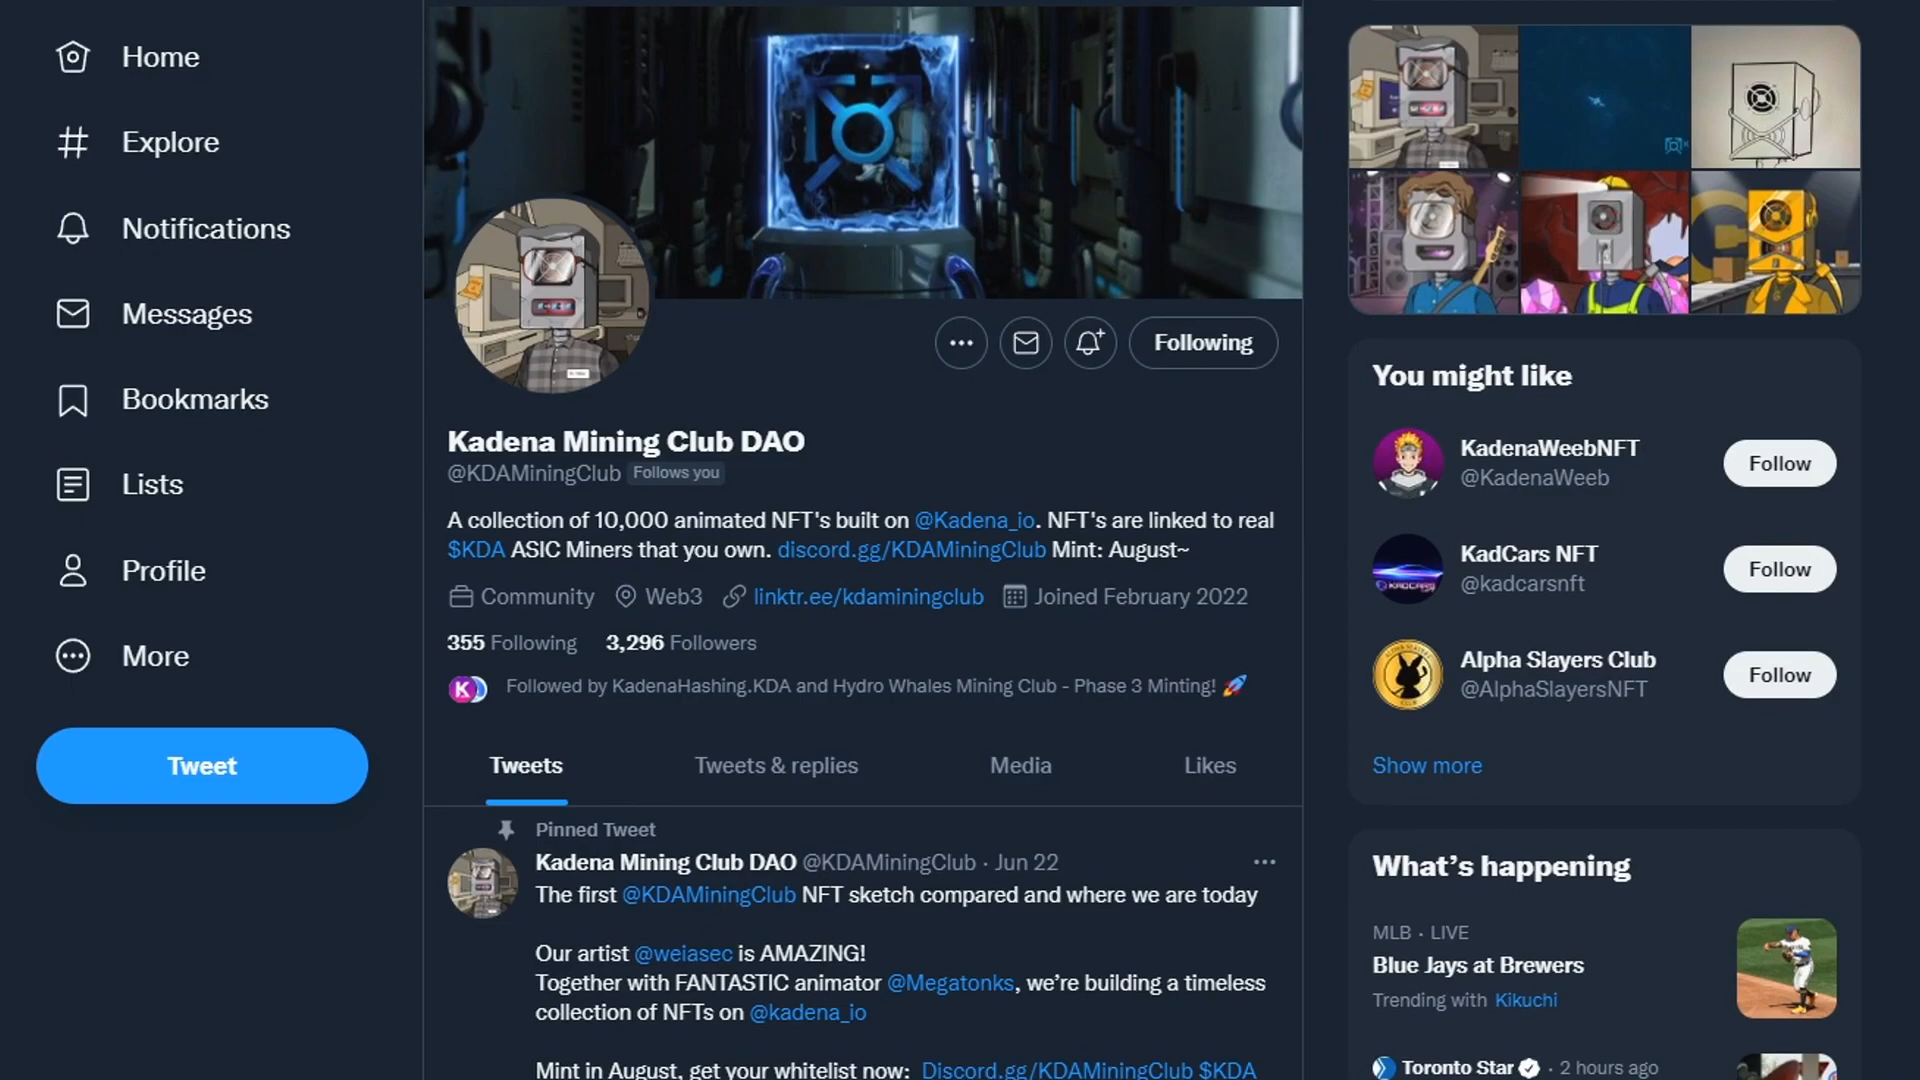 Home
Explore
Notifications
Messages
Bookmarks
Lists
Profile
More
Tweet
Following
Kadena Mining Club DAO
@KDAMiningClub Follows you
A collection of 10,000 animated NFT's built on @Kadena_io. NFT's are linked to real
$KDA ASIC Miners that you own. discord.gg/KDAMiningClub Mint: August~
Community Web3 linktr.ee/kdaminingclub Joined February 2022
355 Following 3,296 Followers
Followed by KadenaHashing.KDA and Hydro Whales Mining Club - Phase 3 Minting! 🚀
Tweets Tweets & replies Media Likes
Pinned Tweet
Kadena Mining Club DAO @KDAMiningClub · Jun 22
The first @KDAMiningClub NFT sketch compared and where we are today
Our artist @weiasec is AMAZING!
Together with FANTASTIC animator @Megatonks, we're building a timeless
collection of NFTs on @kadena_io
Mint in August, get your whitelist now: Discord.gg/KDAMiningClub $KDA
You might like
KadenaWeebNFT
@KadenaWeeb
Follow
KadCars NFT
@kadcarsnft
Follow
Alpha Slayers Club
@AlphaSlayersNFT
Follow
Show more
What's happening
MLB · LIVE
Blue Jays at Brewers
Trending with Kikuchi
Toronto Star · 2 hours ago